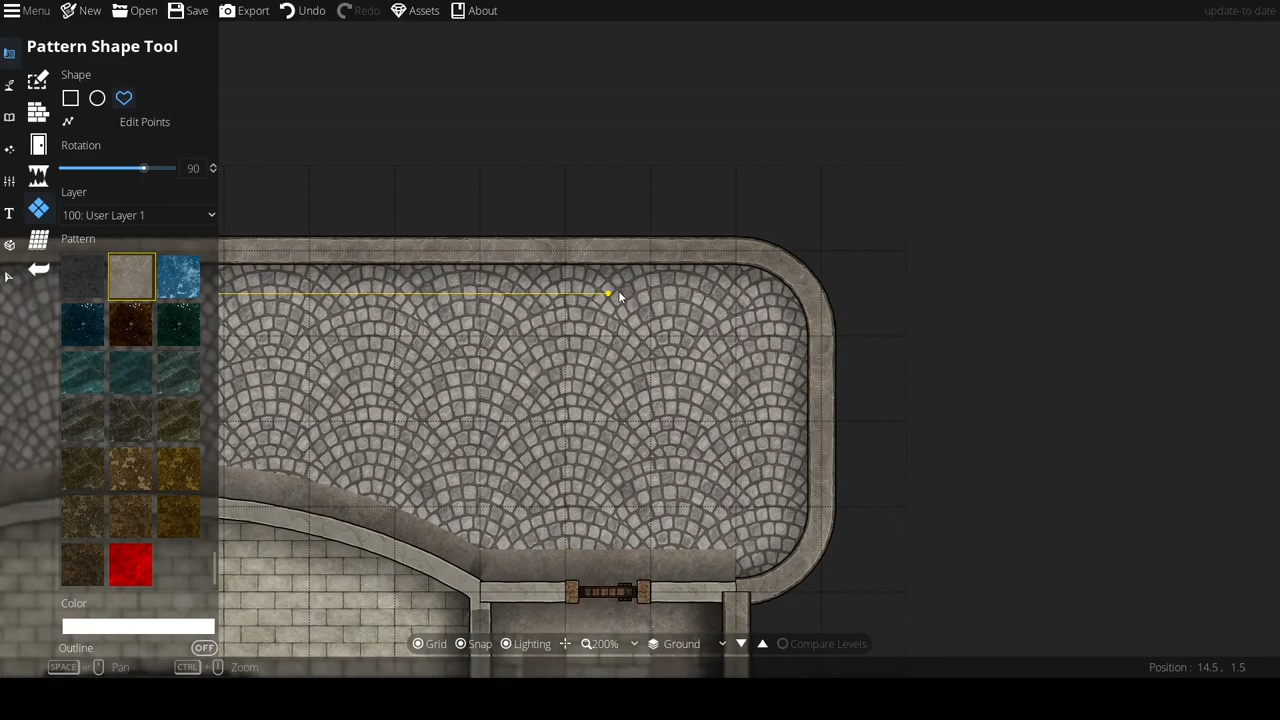 Menu New Open Save Export Undo Redo Assets About update-to-date
Pattern Shape Tool
Shape
Edit Points
Rotation
90
Layer
100: User Layer 1
Pattern
Color
Outline OFF
Grid Snap Lighting 200% Ground Compare Levels
SPACE or Pan CTRL + Zoom Position : 14.5, 1.5